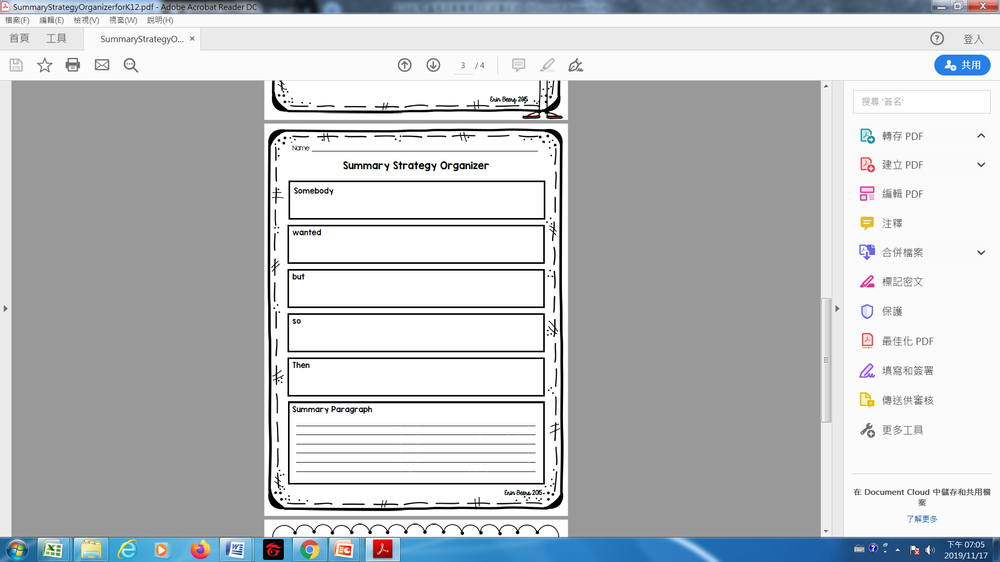 SummaryStrategyOrganizerforK12.pdf - Adobe Acrobat Reader DC
檔案(F) 編輯(E) 檢視(V) 視窗(W) 說明(H)
首頁 工具 SummaryStrategyO... × ? 登入
3 / 4 共用
Erin Beers 2015
Name:
Summary Strategy Organizer
Somebody
wanted
but
so
Then
Summary Paragraph
Erin Beers 2015
搜尋 '簽名'
轉存 PDF
建立 PDF
編輯 PDF
注釋
合併檔案
標記密文
保護
最佳化 PDF
填寫和簽署
傳送供審核
更多工具
在 Document Cloud 中儲存和共用檔
案
了解更多
下午 07:05
2019/11/17